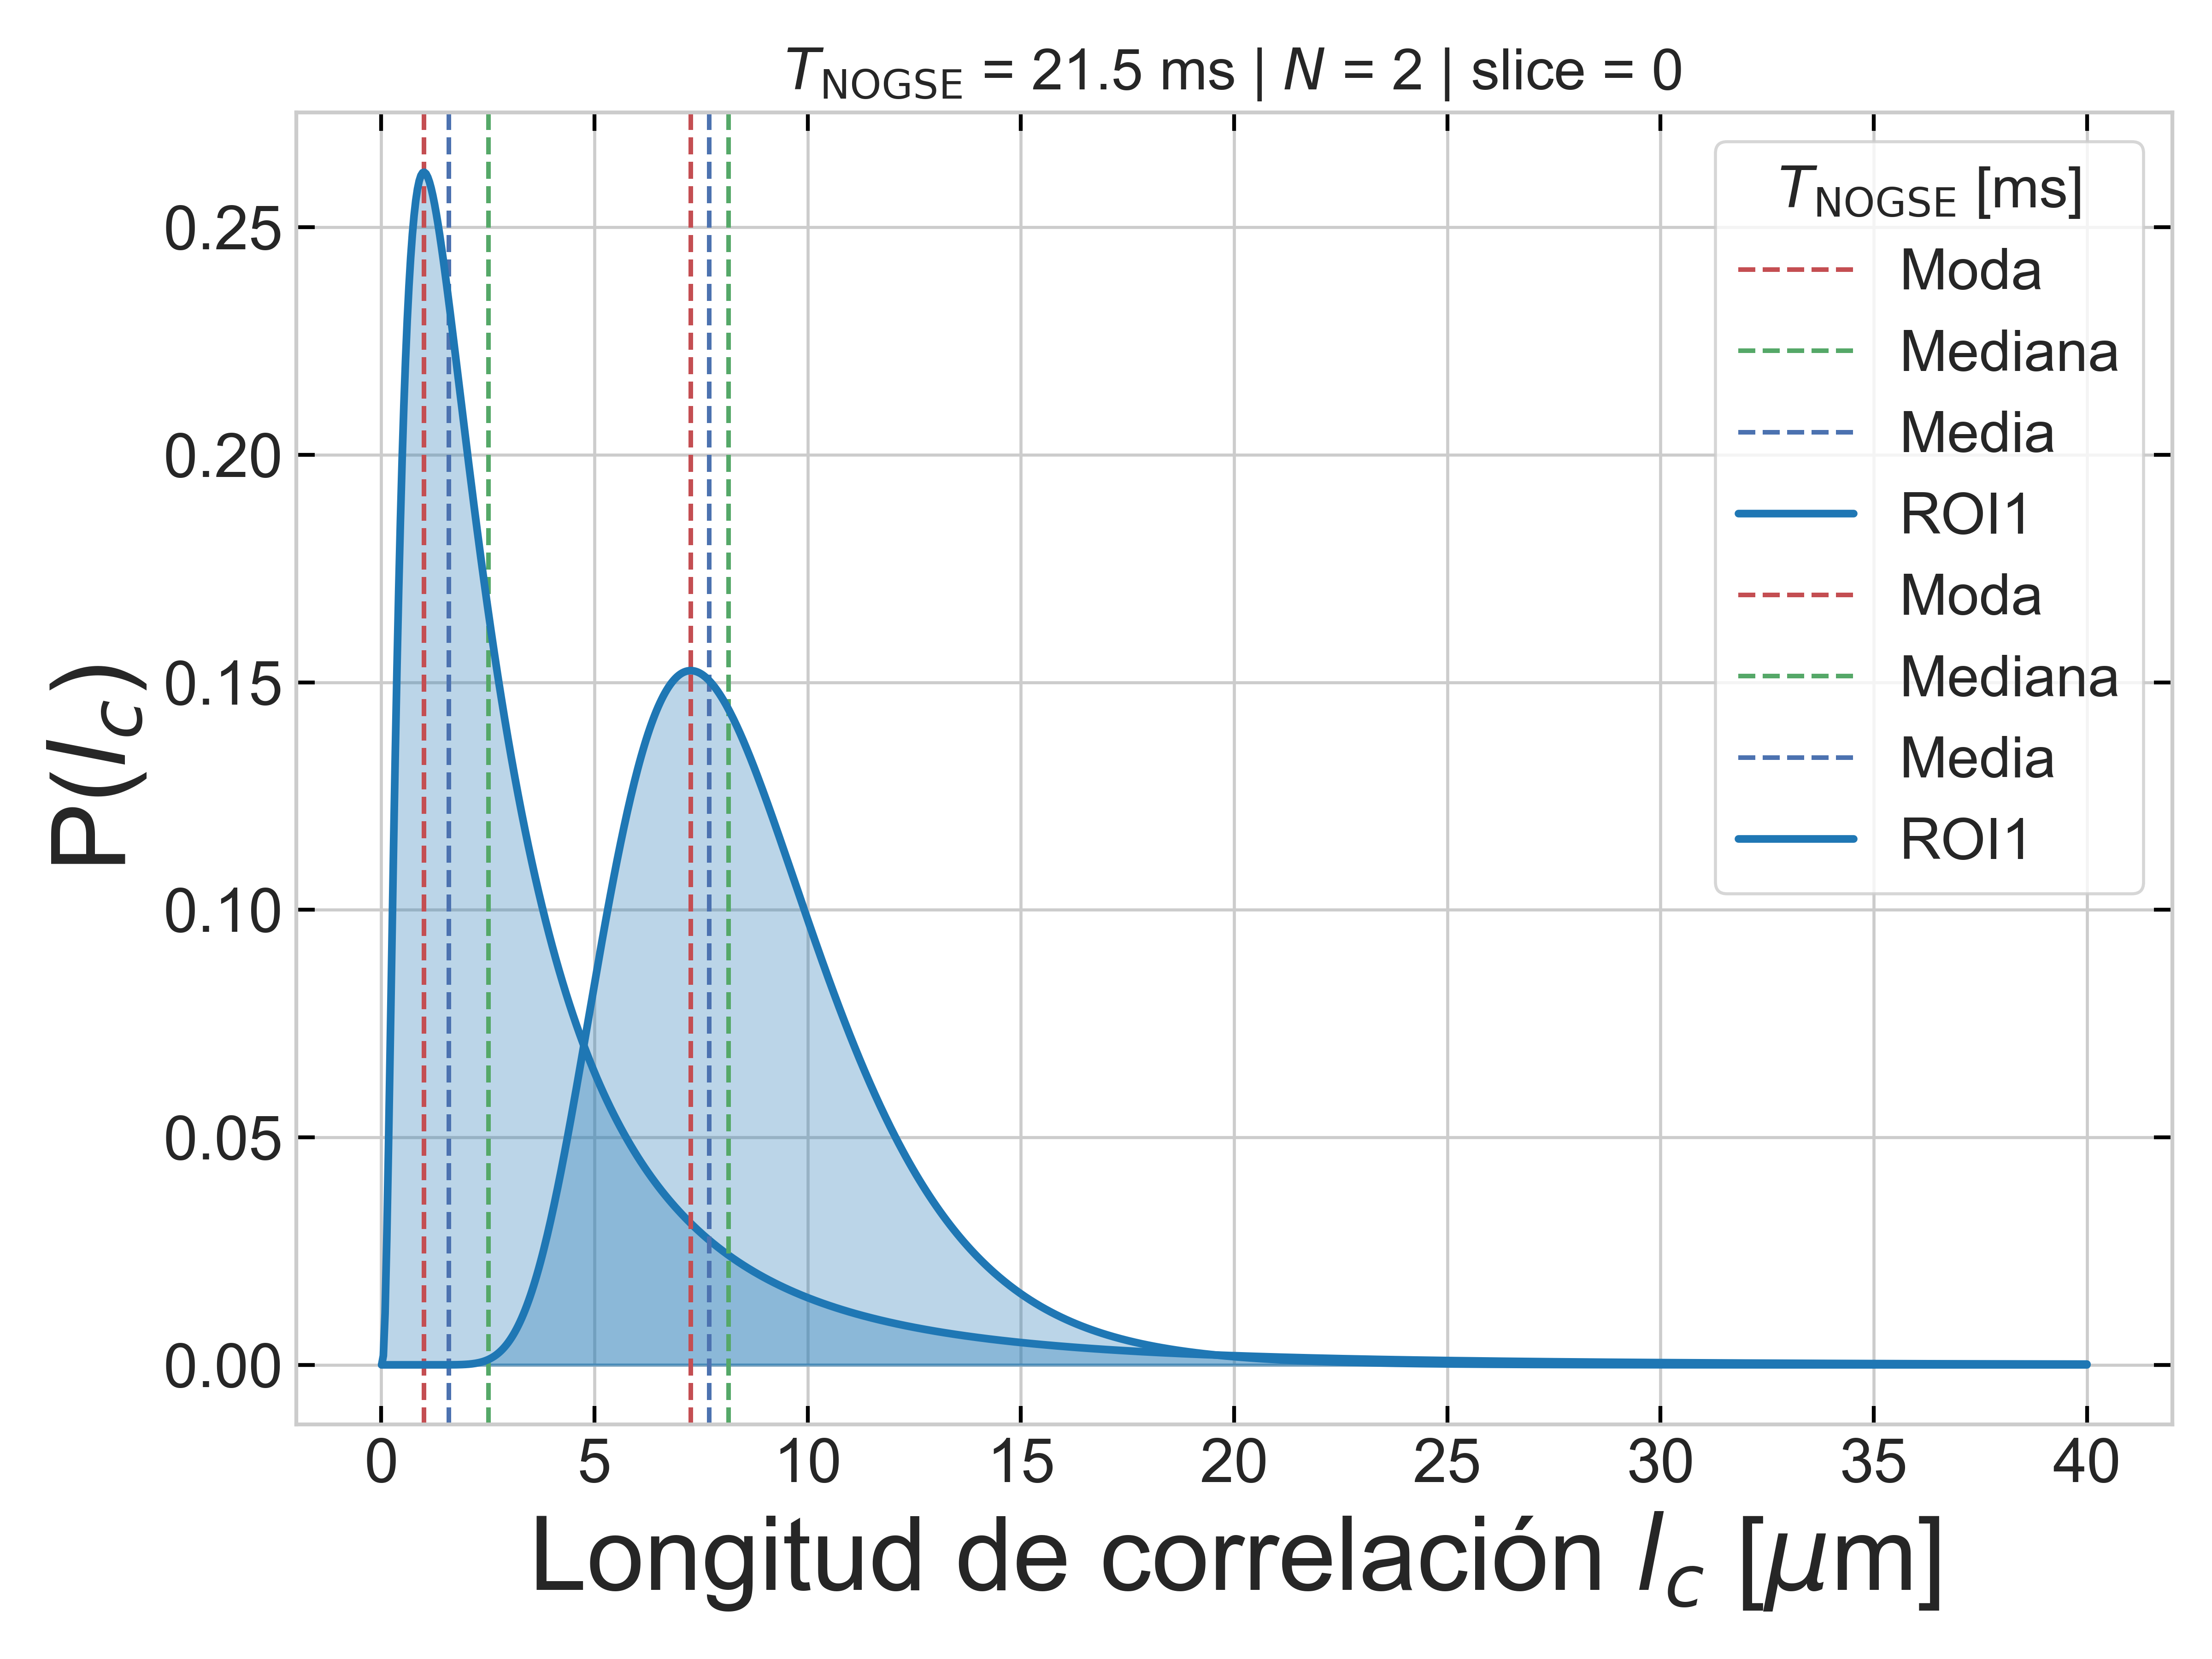 T_NOGSE = 21.5 ms | N = 2 | slice = 0
P(l_c)
0.25
0.20
0.15
0.10
0.05
0.00
0 5 10 15 20 25 30 35 40
Longitud de correlación l_c [μm]
T_NOGSE [ms]
Moda
Mediana
Media
ROI1
Moda
Mediana
Media
ROI1